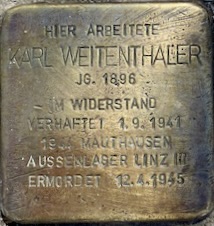 HIER ARBEITETE
KARL WEITENTHALER
JG. 1896
IM WIDERSTAND
VERHAFTET 1.9.1941
MAUTHAUSEN
AUSSENLAGER LINZ III
ERMORDET 12.4.1945